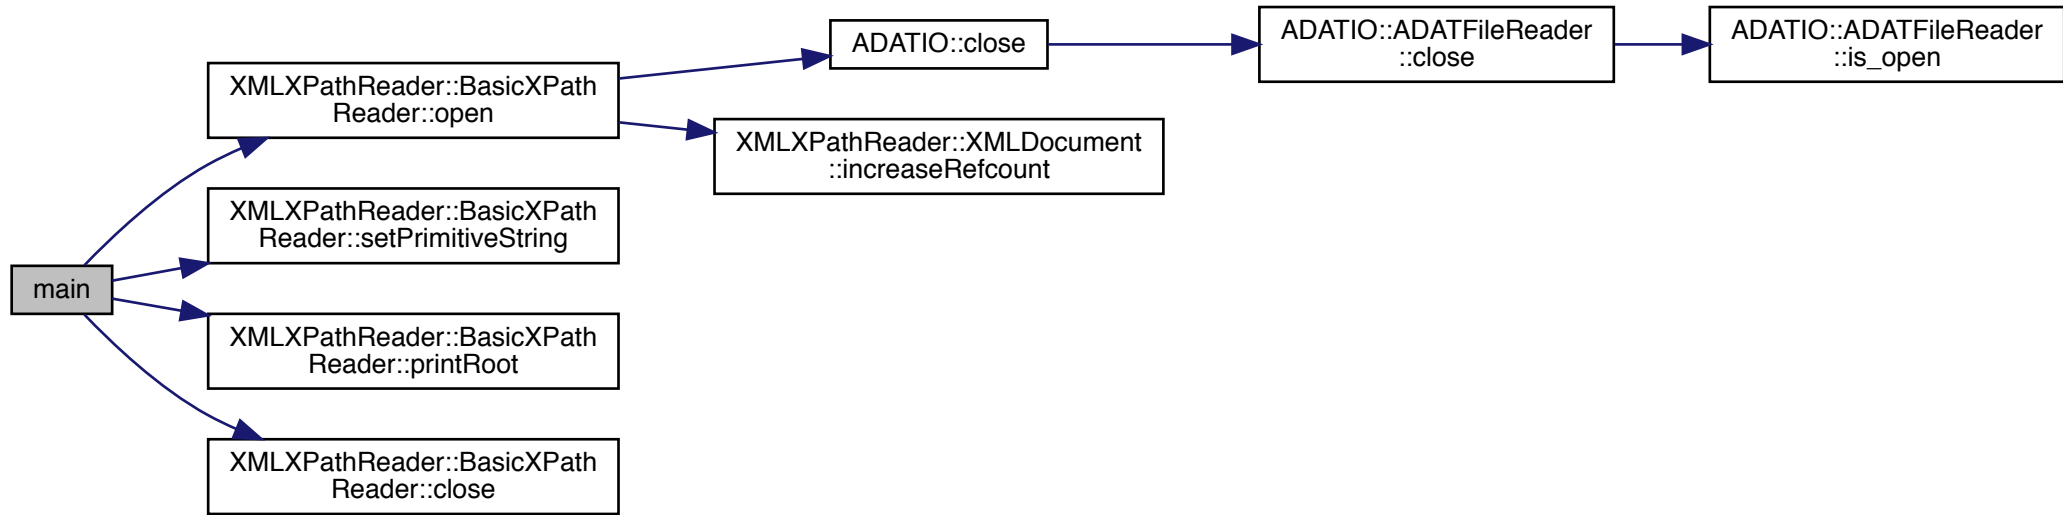 main
XMLXPathReader::BasicXPath
Reader::open
XMLXPathReader::BasicXPath
Reader::setPrimitiveString
XMLXPathReader::BasicXPath
Reader::printRoot
XMLXPathReader::BasicXPath
Reader::close
ADATIO::close
XMLXPathReader::XMLDocument
::increaseRefcount
ADATIO::ADATFileReader
::close
ADATIO::ADATFileReader
::is_open